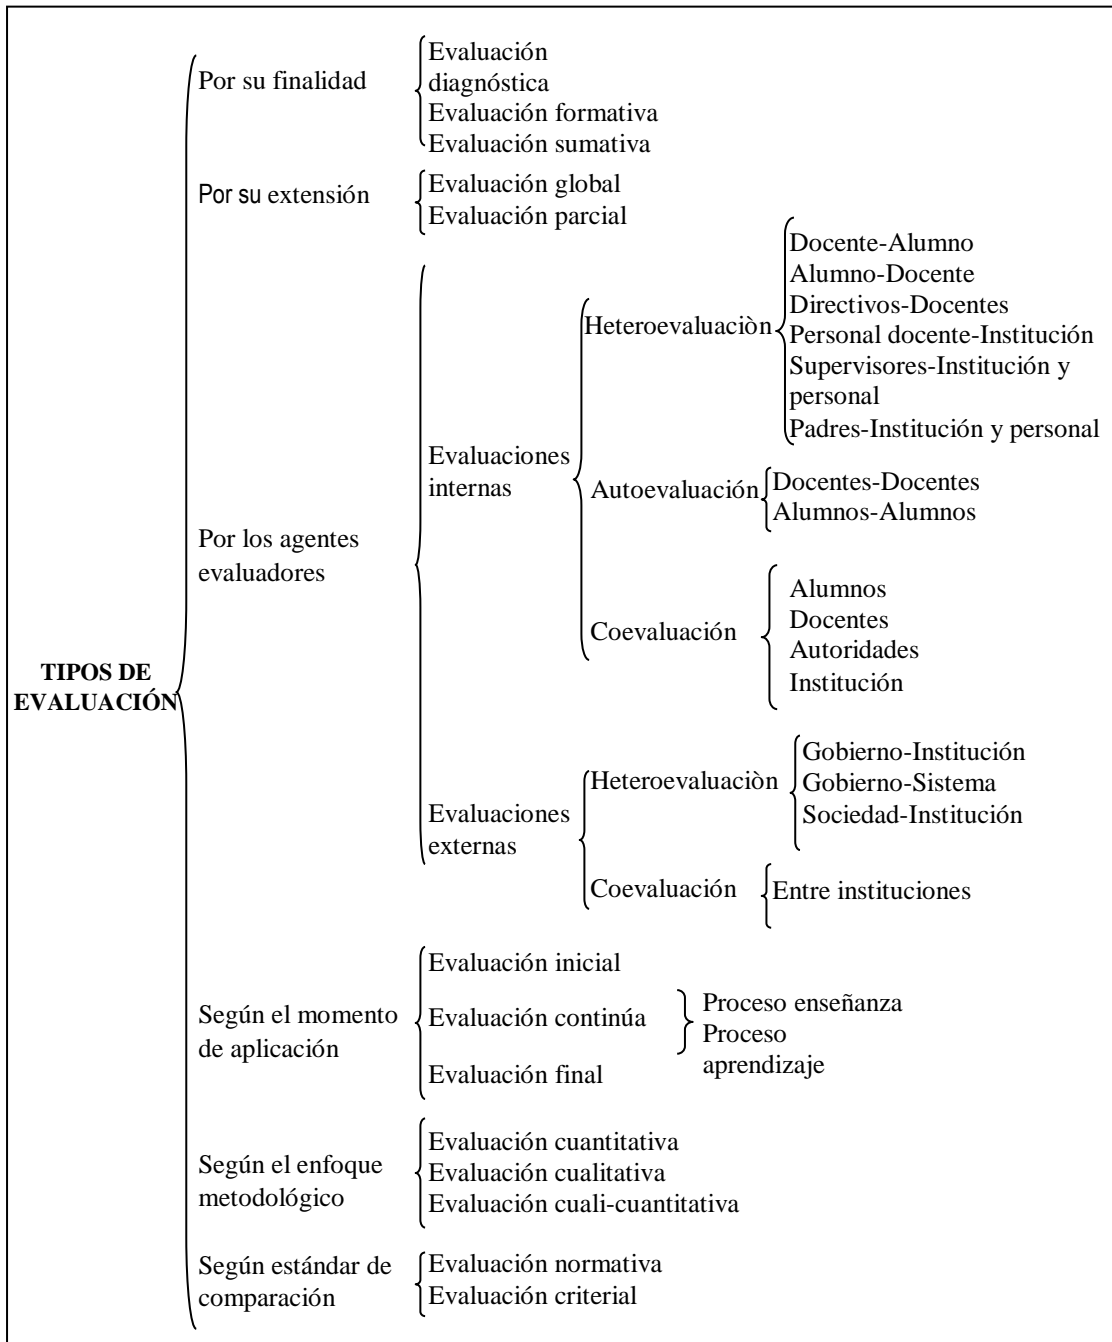 TIPOS DE
EVALUACIÓN
Por su finalidad
Evaluación
diagnóstica
Evaluación formativa
Evaluación sumativa
Por su extensión
Evaluación global
Evaluación parcial
Por los agentes
evaluadores
Evaluaciones
internas
Heteroevaluaciòn
Docente-Alumno
Alumno-Docente
Directivos-Docentes
Personal docente-Institución
Supervisores-Institución y
personal
Padres-Institución y personal
Autoevaluación
Docentes-Docentes
Alumnos-Alumnos
Coevaluación
Alumnos
Docentes
Autoridades
Institución
Evaluaciones
externas
Heteroevaluaciòn
Gobierno-Institución
Gobierno-Sistema
Sociedad-Institución
Coevaluación
Entre instituciones
Según el momento
de aplicación
Evaluación inicial
Evaluación continúa
Proceso enseñanza
Proceso
aprendizaje
Evaluación final
Según el enfoque
metodológico
Evaluación cuantitativa
Evaluación cualitativa
Evaluación cuali-cuantitativa
Según estándar de
comparación
Evaluación normativa
Evaluación criterial